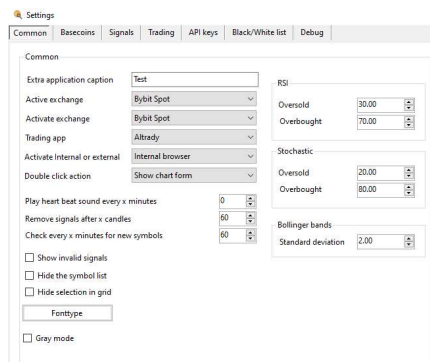 Settings
Common Basecoins Signals Trading API keys Black/White list Debug
Common
Extra application caption Test
Active exchange Bybit Spot
Activate exchange Bybit Spot
Trading app Altrady
Activate Internal or external Internal browser
Double click action Show chart form
Play heart beat sound every x minutes 0
Remove signals after x candles 60
Check every x minutes for new symbols 60
Show invalid signals
Hide the symbol list
Hide selection in grid
Fonttype
Gray mode
RSI
Oversold 30.00
Overbought 70.00
Stochastic
Oversold 20.00
Overbought 80.00
Bollinger bands
Standard deviation 2.00